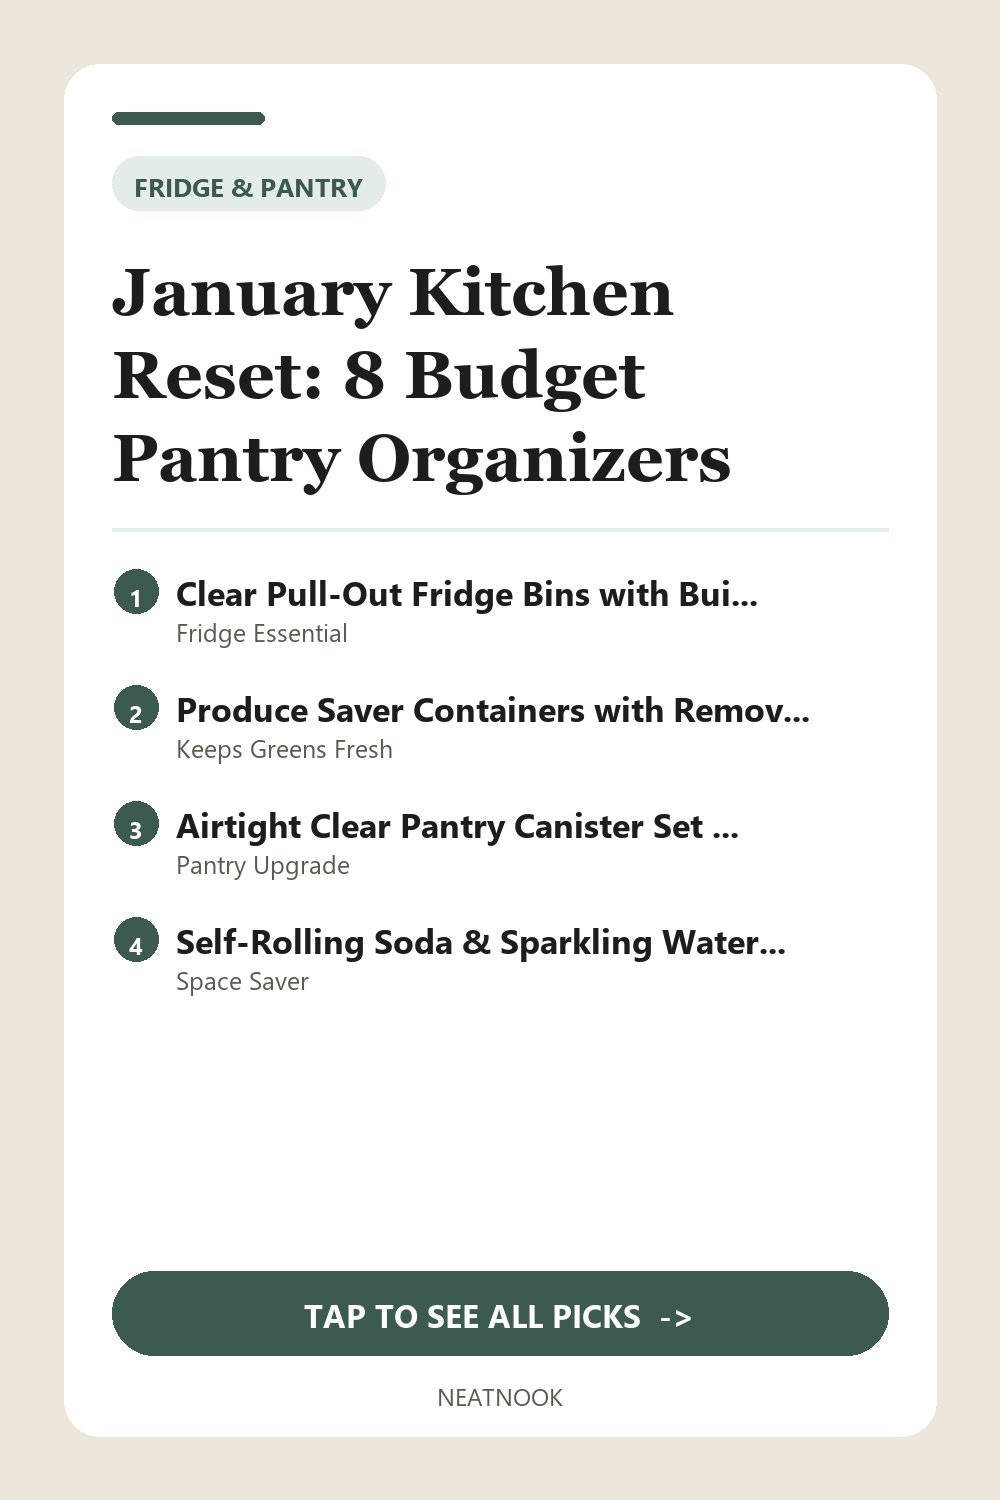 FRIDGE & PANTRY
January Kitchen
Reset: 8 Budget
Pantry Organizers
1 Clear Pull-Out Fridge Bins with Bui...
Fridge Essential
2 Produce Saver Containers with Remov...
Keeps Greens Fresh
3 Airtight Clear Pantry Canister Set ...
Pantry Upgrade
4 Self-Rolling Soda & Sparkling Water...
Space Saver
TAP TO SEE ALL PICKS ->
NEATNOOK